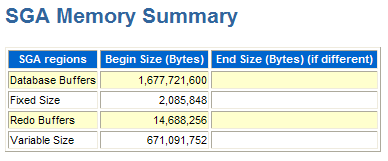 SGA Memory Summary
SGA regions Begin Size (Bytes) End Size (Bytes) (if different)
Database Buffers 1,677,721,600
Fixed Size 2,085,848
Redo Buffers 14,688,256
Variable Size 671,091,752